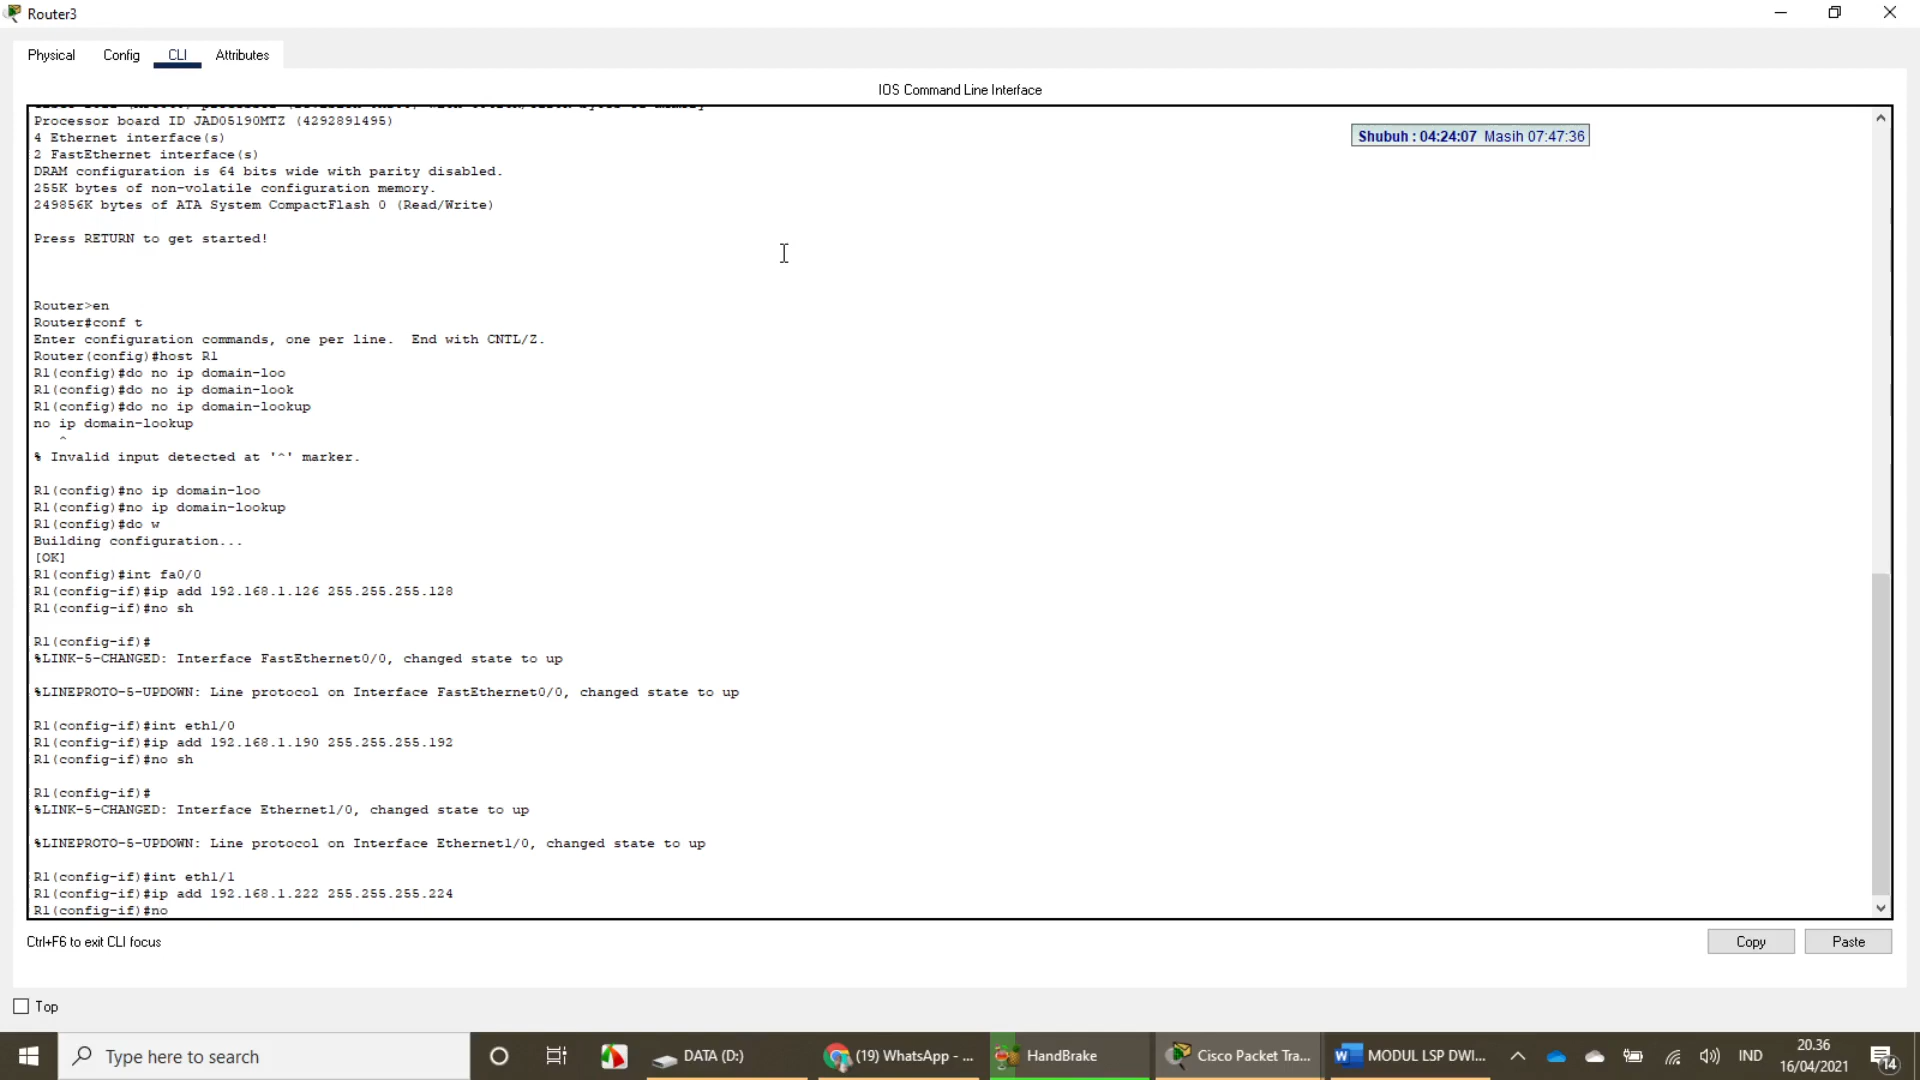 Router3
Physical Config CLI Attributes
IOS Command Line Interface
Processor board ID JAD05190MTZ (4292891495)
4 Ethernet interface(s)
2 FastEthernet interface(s)
DRAM configuration is 64 bits wide with parity disabled.
255K bytes of non-volatile configuration memory.
249856K bytes of ATA System CompactFlash 0 (Read/Write)
Shubuh : 04:24:07 Masih 07:47:36
Press RETURN to get started!
Router>en
Router#conf t
Enter configuration commands, one per line.  End with CNTL/Z.
Router(config)#host R1
R1(config)#do no ip domain-loo
R1(config)#do no ip domain-look
R1(config)#do no ip domain-lookup
no ip domain-lookup
^
% Invalid input detected at '^' marker.
R1(config)#no ip domain-loo
R1(config)#no ip domain-lookup
R1(config)#do w
Building configuration...
[OK]
R1(config)#int fa0/0
R1(config-if)#ip add 192.168.1.126 255.255.255.128
R1(config-if)#no sh
R1(config-if)#
%LINK-5-CHANGED: Interface FastEthernet0/0, changed state to up
%LINEPROTO-5-UPDOWN: Line protocol on Interface FastEthernet0/0, changed state to up
R1(config-if)#int eth1/0
R1(config-if)#ip add 192.168.1.190 255.255.255.192
R1(config-if)#no sh
R1(config-if)#
%LINK-5-CHANGED: Interface Ethernet1/0, changed state to up
%LINEPROTO-5-UPDOWN: Line protocol on Interface Ethernet1/0, changed state to up
R1(config-if)#int eth1/1
R1(config-if)#ip add 192.168.1.222 255.255.255.224
R1(config-if)#no
Ctrl+F6 to exit CLI focus
Copy Paste
Top
Type here to search
DATA (D:)
(19) WhatsApp - ...
HandBrake
Cisco Packet Tra...
MODUL LSP DWI...
IND
20.36
16/04/2021
14